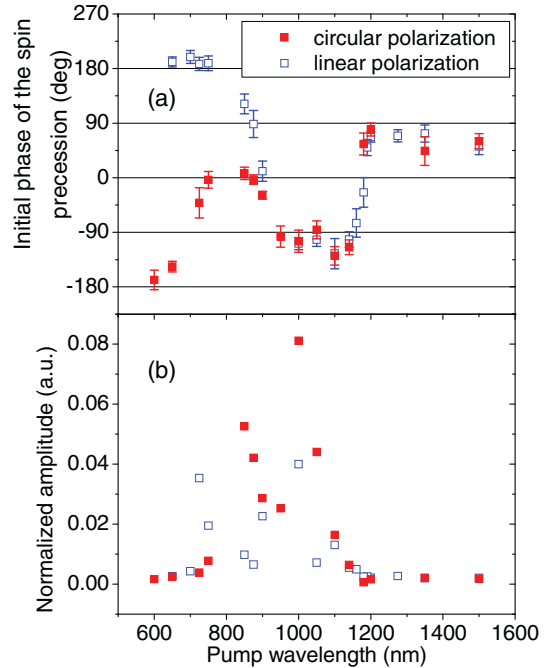 270
180
90
0
-90
-180
Initial phase of the spin
precession (deg)
circular polarization
linear polarization
(a)
0.08
0.06
0.04
0.02
0.00
Normalized amplitude (a.u.)
(b)
600 800 1000 1200 1400 1600
Pump wavelength (nm)